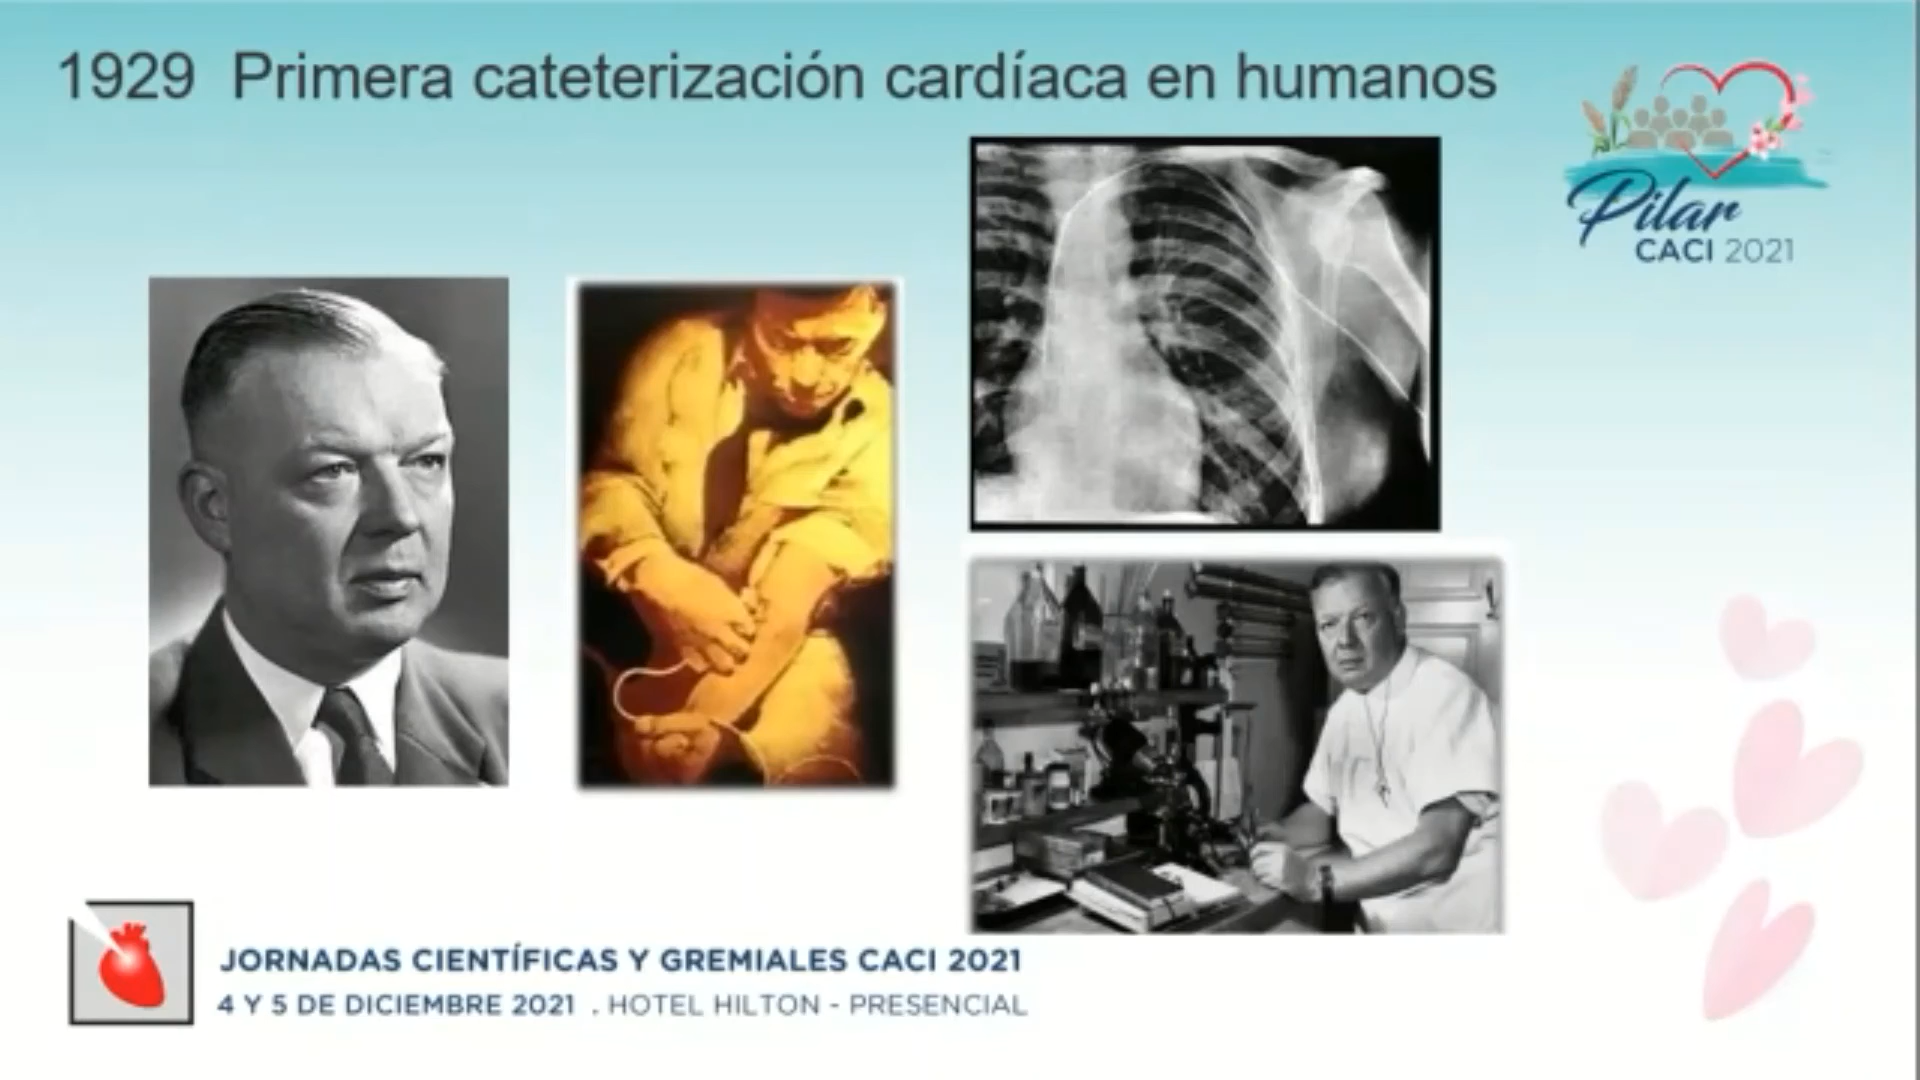 1929 Primera cateterización cardíaca en humanos
Pilar
CACI 2021
JORNADAS CIENTÍFICAS Y GREMIALES CACI 2021
4 Y 5 DE DICIEMBRE 2021 . HOTEL HILTON - PRESENCIAL